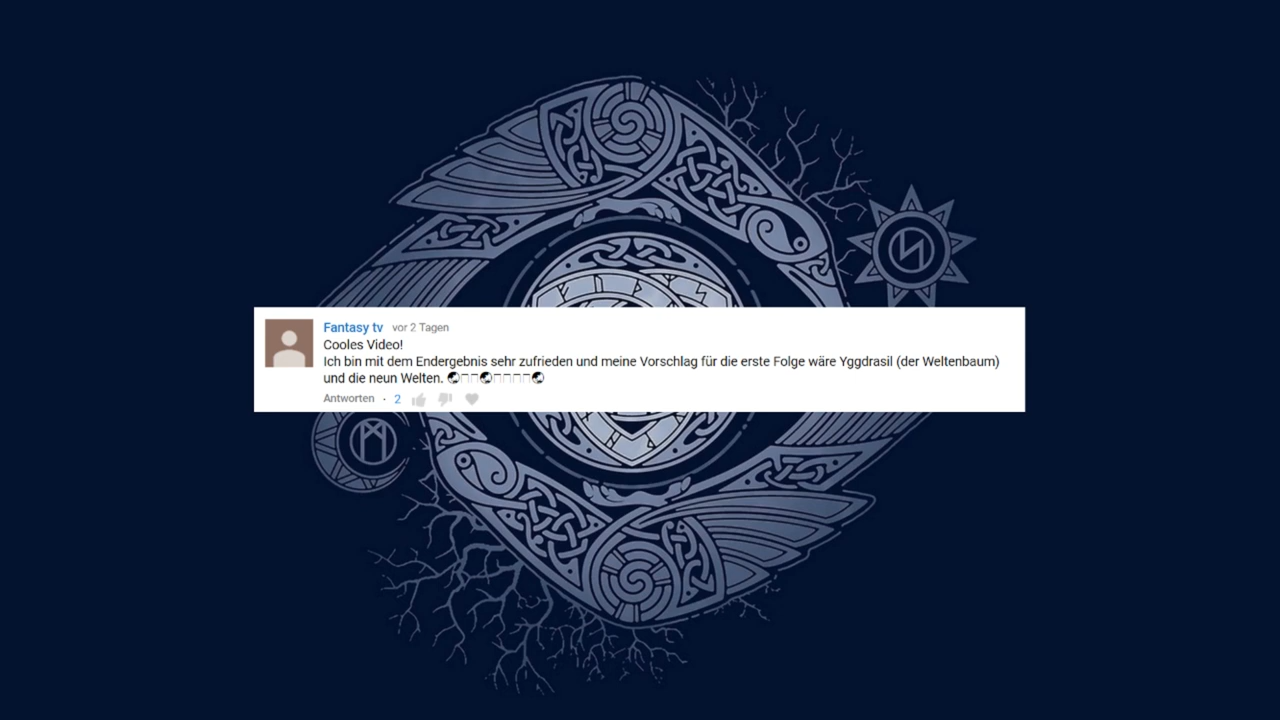 Fantasy tv vor 2 Tagen
Cooles Video!
Ich bin mit dem Endergebnis sehr zufrieden und meine Vorschlag für die erste Folge wäre Yggdrasil (der Weltenbaum)
und die neun Welten. 🌏□□🌏□□□□🌏
Antworten · 2